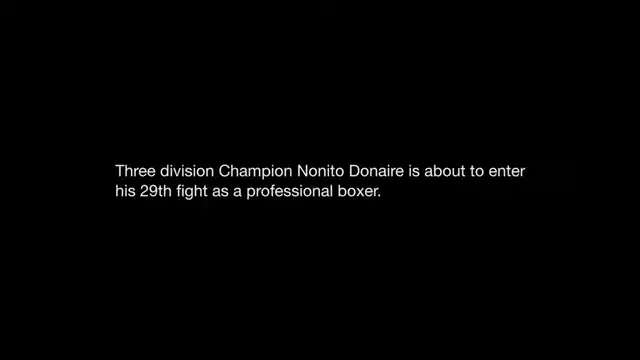 Three division Champion Nonito Donaire is about to enter
his 29th fight as a professional boxer.